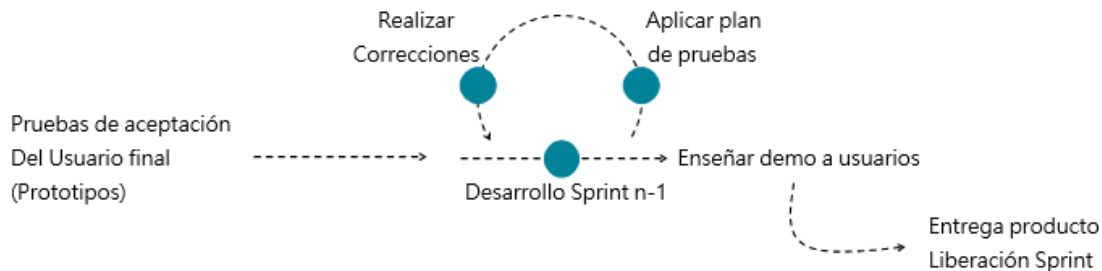 Realizar
Correcciones
Aplicar plan
de pruebas
Pruebas de aceptación
Del Usuario final
(Prototipos)
Desarrollo Sprint n-1
Enseñar demo a usuarios
Entrega producto
Liberación Sprint